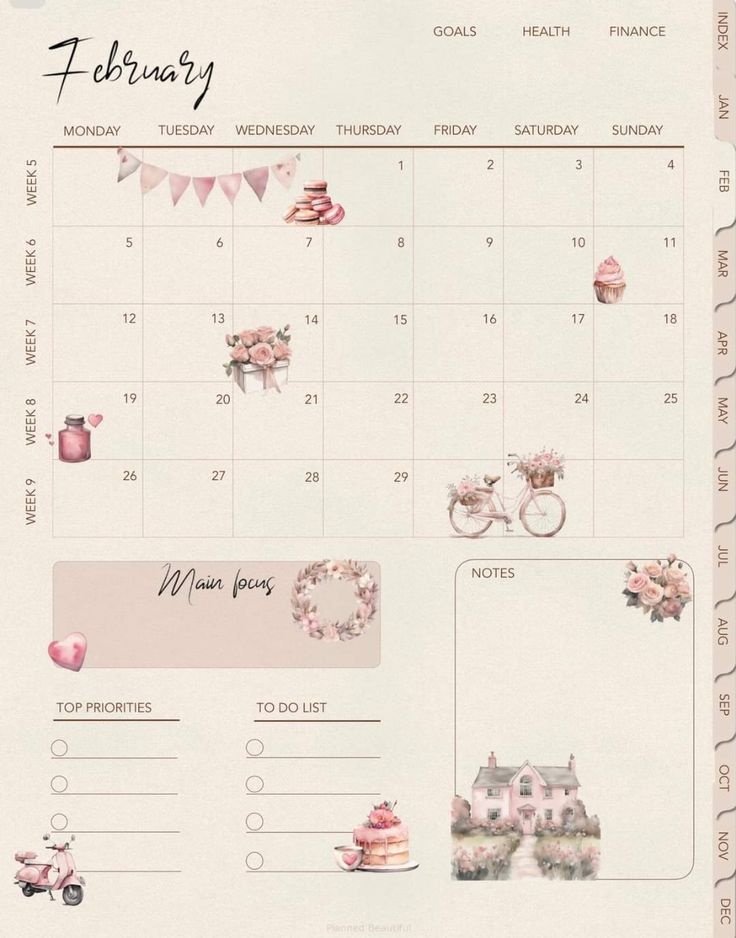 GOALS HEALTH FINANCE
February
MONDAY TUESDAY WEDNESDAY THURSDAY FRIDAY SATURDAY SUNDAY
WEEK 5 1 2 3 4
WEEK 6 5 6 7 8 9 10 11
WEEK 7 12 13 14 15 16 17 18
WEEK 8 19 20 21 22 23 24 25
WEEK 9 26 27 28 29
Main focus
NOTES
TOP PRIORITIES TO DO LIST
Planned Beautiful
INDEX
JAN
FEB
MAR
APR
MAY
JUN
JUL
AUG
SEP
OCT
NOV
DEC